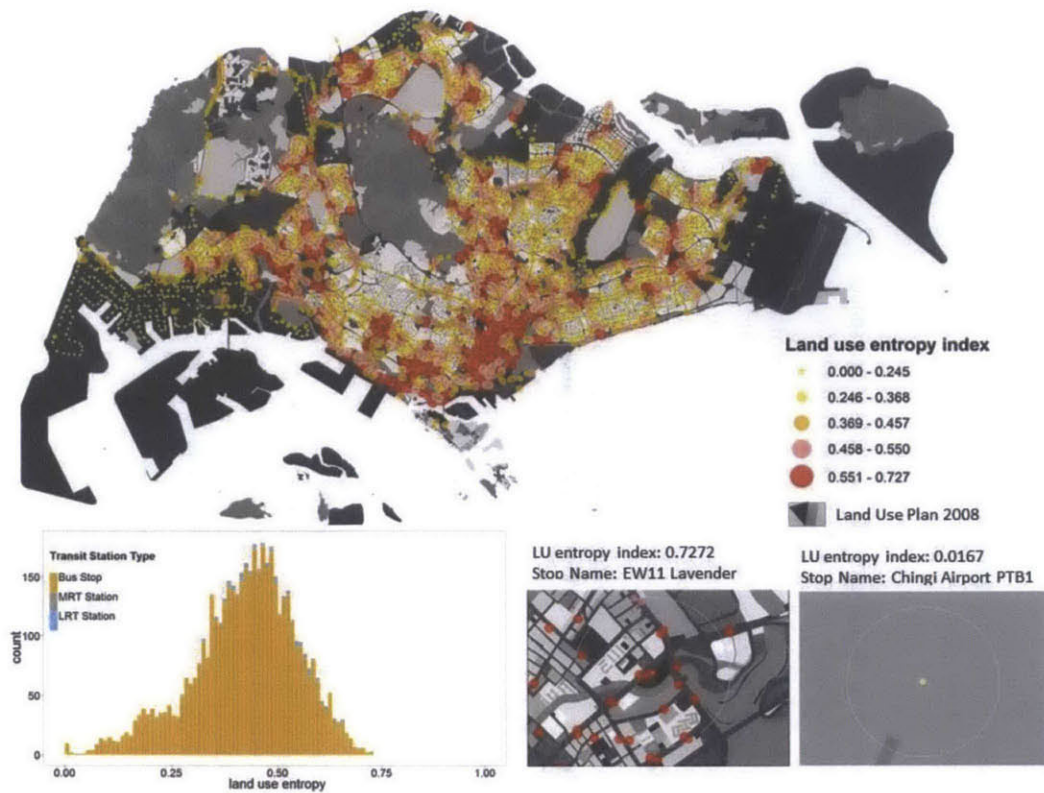 Land use entropy index
0.000 - 0.245
0.246 - 0.368
0.369 - 0.457
0.458 - 0.550
0.551 - 0.727
Land Use Plan 2008
Transit Station Type
Bus Stop
MRT Station
LRT Station
150
100
50
0
count
0.00 0.25 0.50 0.75 1.00
land use entropy
LU entropy index: 0.7272
Stop Name: EW11 Lavender
LU entropy index: 0.0167
Stop Name: Chingi Airport PTB1